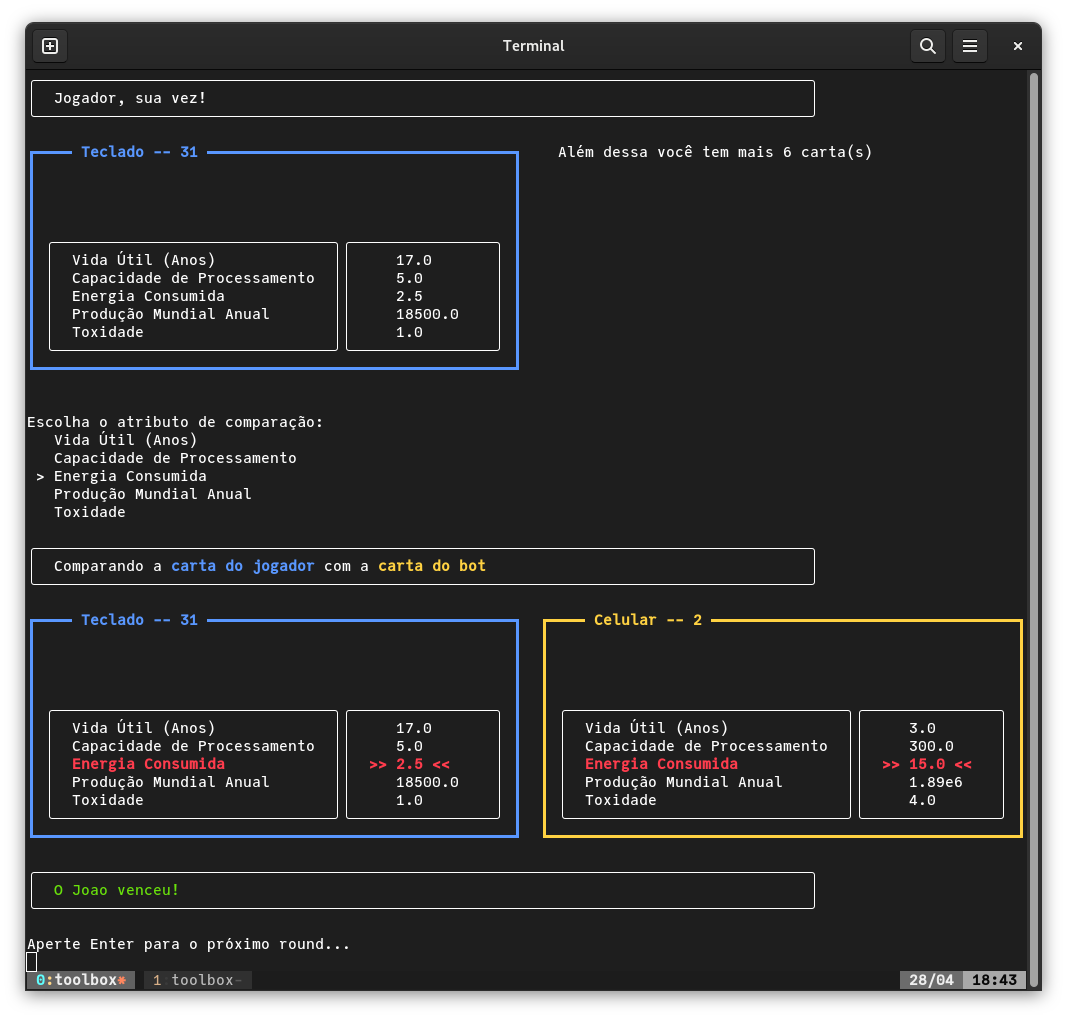 Terminal
Jogador, sua vez!
Teclado -- 31
Além dessa você tem mais 6 carta(s)
Vida Útil (Anos) 17.0
Capacidade de Processamento 5.0
Energia Consumida 2.5
Produção Mundial Anual 18500.0
Toxidade 1.0
Escolha o atributo de comparação:
Vida Útil (Anos)
Capacidade de Processamento
> Energia Consumida
Produção Mundial Anual
Toxidade
Comparando a carta do jogador com a carta do bot
Teclado -- 31
Vida Útil (Anos) 17.0
Capacidade de Processamento 5.0
Energia Consumida >> 2.5 <<
Produção Mundial Anual 18500.0
Toxidade 1.0
Celular -- 2
Vida Útil (Anos) 3.0
Capacidade de Processamento 300.0
Energia Consumida >> 15.0 <<
Produção Mundial Anual 1.89e6
Toxidade 4.0
O Joao venceu!
Aperte Enter para o próximo round...
0:toolbox* 1:toolbox- 28/04 18:43